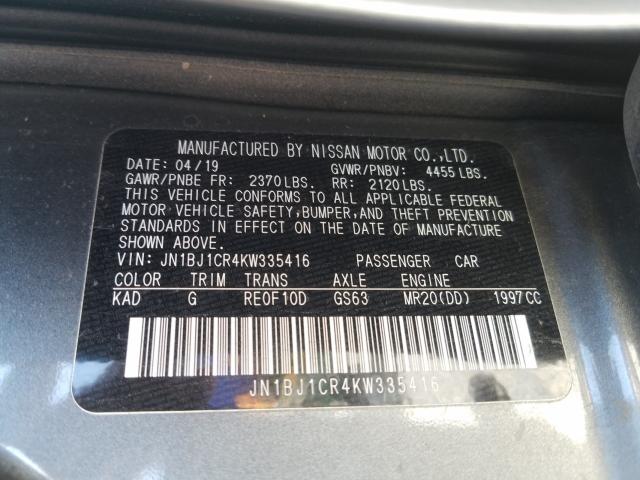 MANUFACTURED BY NISSAN MOTOR CO.,LTD.
DATE: 04/19 GVWR/PNBV: 4455 LBS.
GAWR/PNBE FR: 2370LBS. RR: 2120LBS.
THIS VEHICLE CONFORMS TO ALL APPLICABLE FEDERAL
MOTOR VEHICLE SAFETY,BUMPER,AND THEFT PREVENTION
STANDARDS IN EFFECT ON THE DATE OF MANUFACTURE
SHOWN ABOVE.
VIN: JN1BJ1CR4KW335416 PASSENGER CAR
COLOR TRIM TRANS AXLE ENGINE
KAD G RE0F10D GS63 MR20(DD) 1997CC
JN1BJ1CR4KW335416